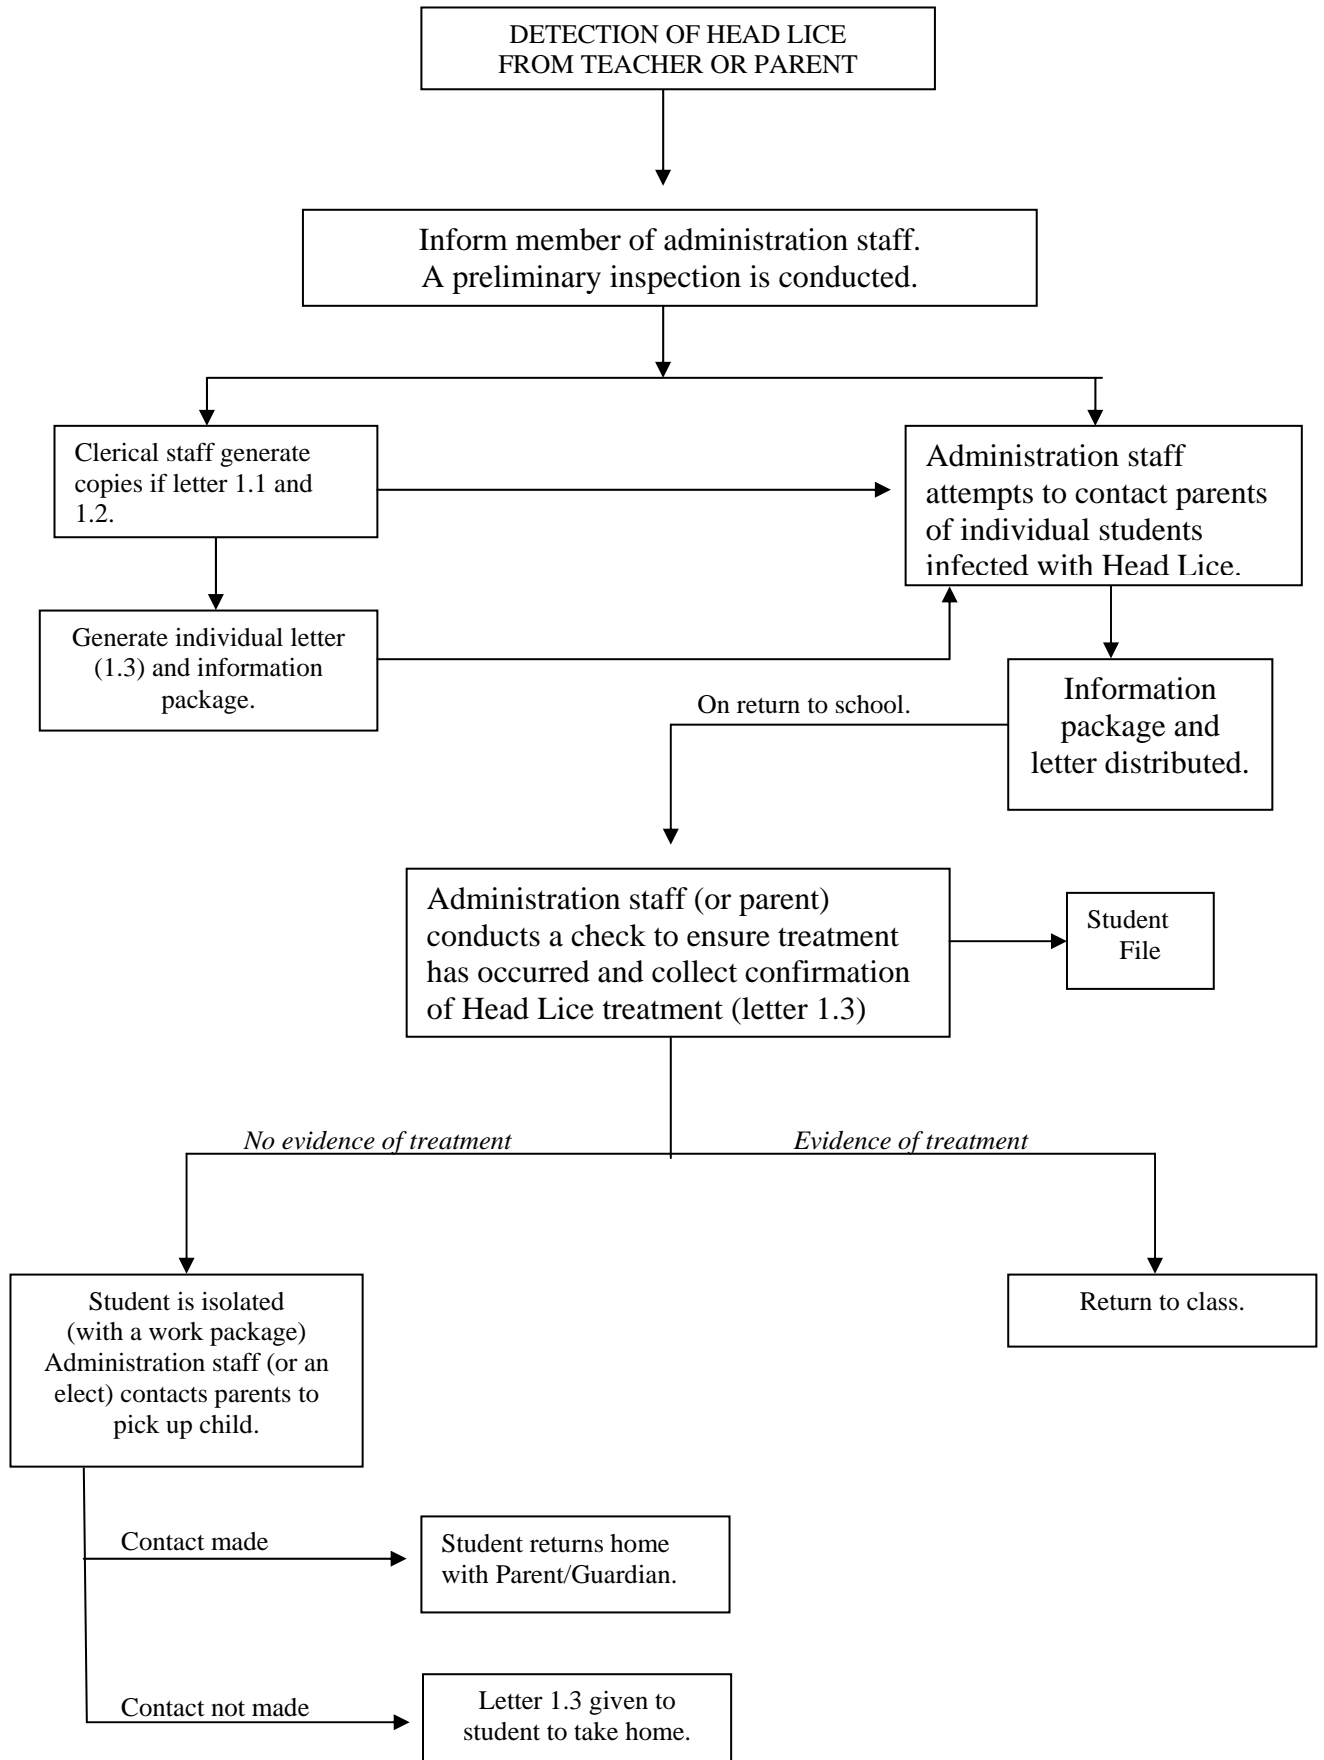 DETECTION OF HEAD LICE
FROM TEACHER OR PARENT
Inform member of administration staff.
A preliminary inspection is conducted.
Clerical staff generate
copies if letter 1.1 and
1.2.
Administration staff
attempts to contact parents
of individual students
infected with Head Lice.
Generate individual letter
(1.3) and information
package.
Information
package and
letter distributed.
On return to school.
Administration staff (or parent)
conducts a check to ensure treatment
has occurred and collect confirmation
of Head Lice treatment (letter 1.3)
Student
File
No evidence of treatment
Evidence of treatment
Student is isolated
(with a work package)
Administration staff (or an
elect) contacts parents to
pick up child.
Return to class.
Contact made
Student returns home
with Parent/Guardian.
Contact not made
Letter 1.3 given to
student to take home.